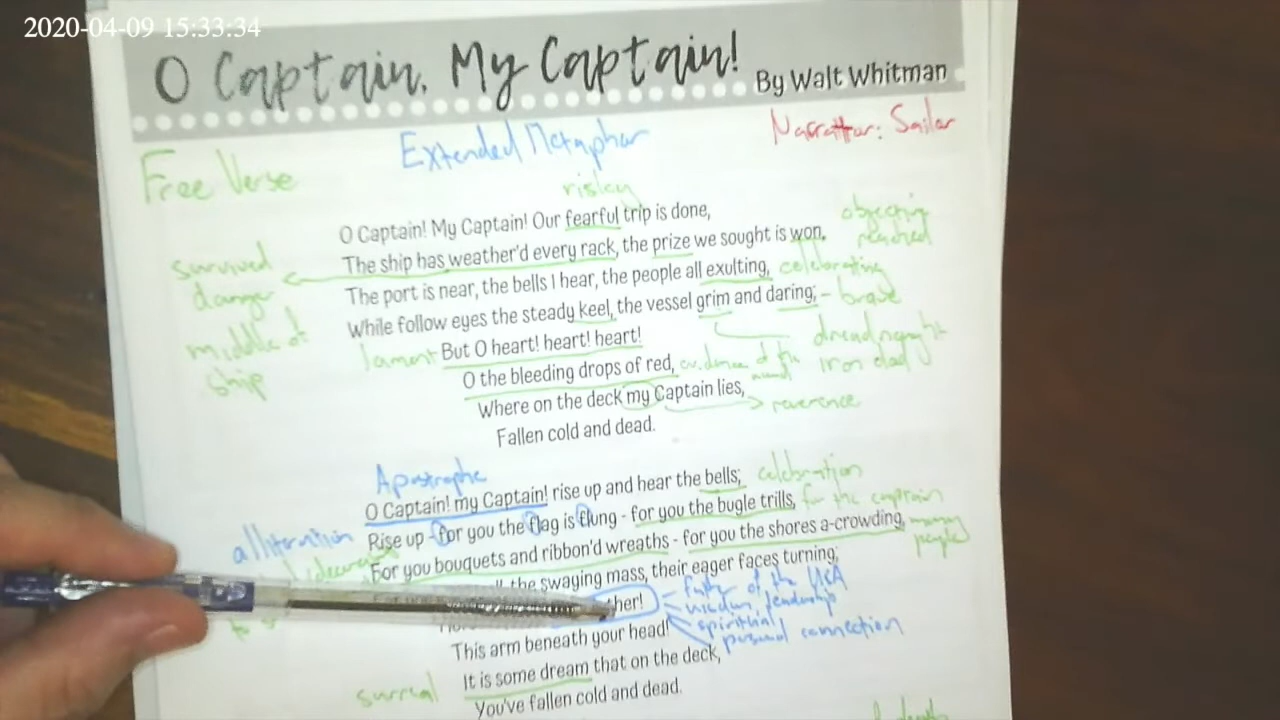 2020-04-09 15:33:34
O Captain, My Captain!
By Walt Whitman
Extended Metaphor
Narrator: Sailor
Free Verse
risky
O Captain! My Captain! Our fearful trip is done,
objective reached
The ship has weather'd every rack, the prize we sought is won,
survived danger
The port is near, the bells I hear, the people all exulting, celebrating
While follow eyes the steady keel, the vessel grim and daring; - brave
middle of ship
dreadnaught iron clad
lament But O heart! heart! heart!
O the bleeding drops of red, evidence of the
Where on the deck my Captain lies,
reverence
Fallen cold and dead.
Apostrophe
O Captain! my Captain! rise up and hear the bells; celebration
Rise up - for you the flag is flung - for you the bugle trills, for the captain
alliteration
For you bouquets and ribbon'd wreaths - for you the shores a-crowding, many people
the swaying mass, their eager faces turning;
ther! - father of the USA
wisdom, leadership
spiritual
personal connection
This arm beneath your head!
It is some dream that on the deck,
surreal
You've fallen cold and dead.